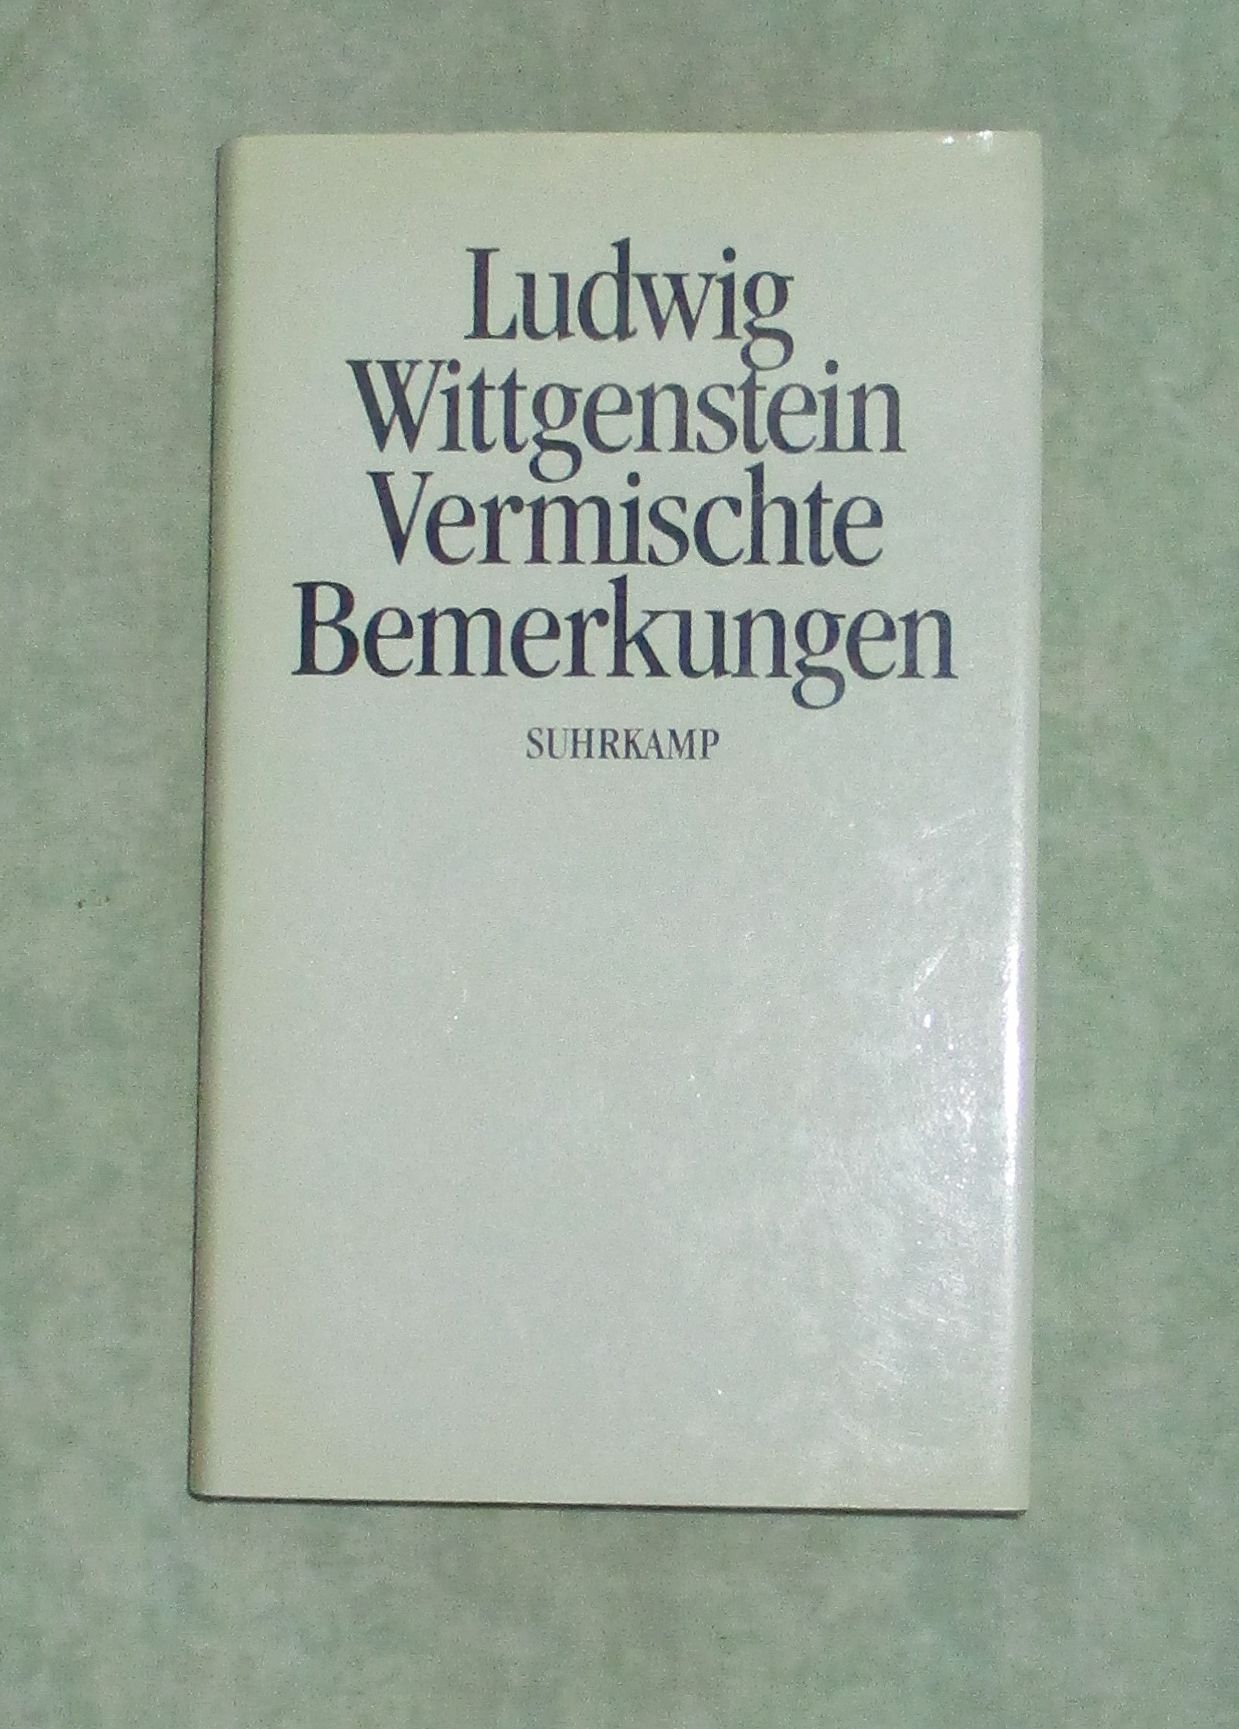 Ludwig
Wittgenstein
Vermischte
Bemerkungen
SUHRKAMP